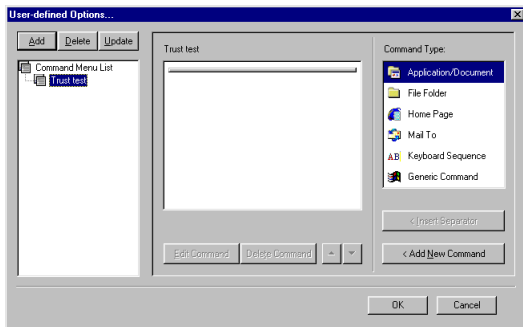 User-defined Options...
Add Delete Update
Command Menu List
Trust test
Trust test
Edit Command Delete Command
Command Type:
Application/Document
File Folder
Home Page
Mail To
AB Keyboard Sequence
Generic Command
< Insert Separator
< Add New Command
OK Cancel